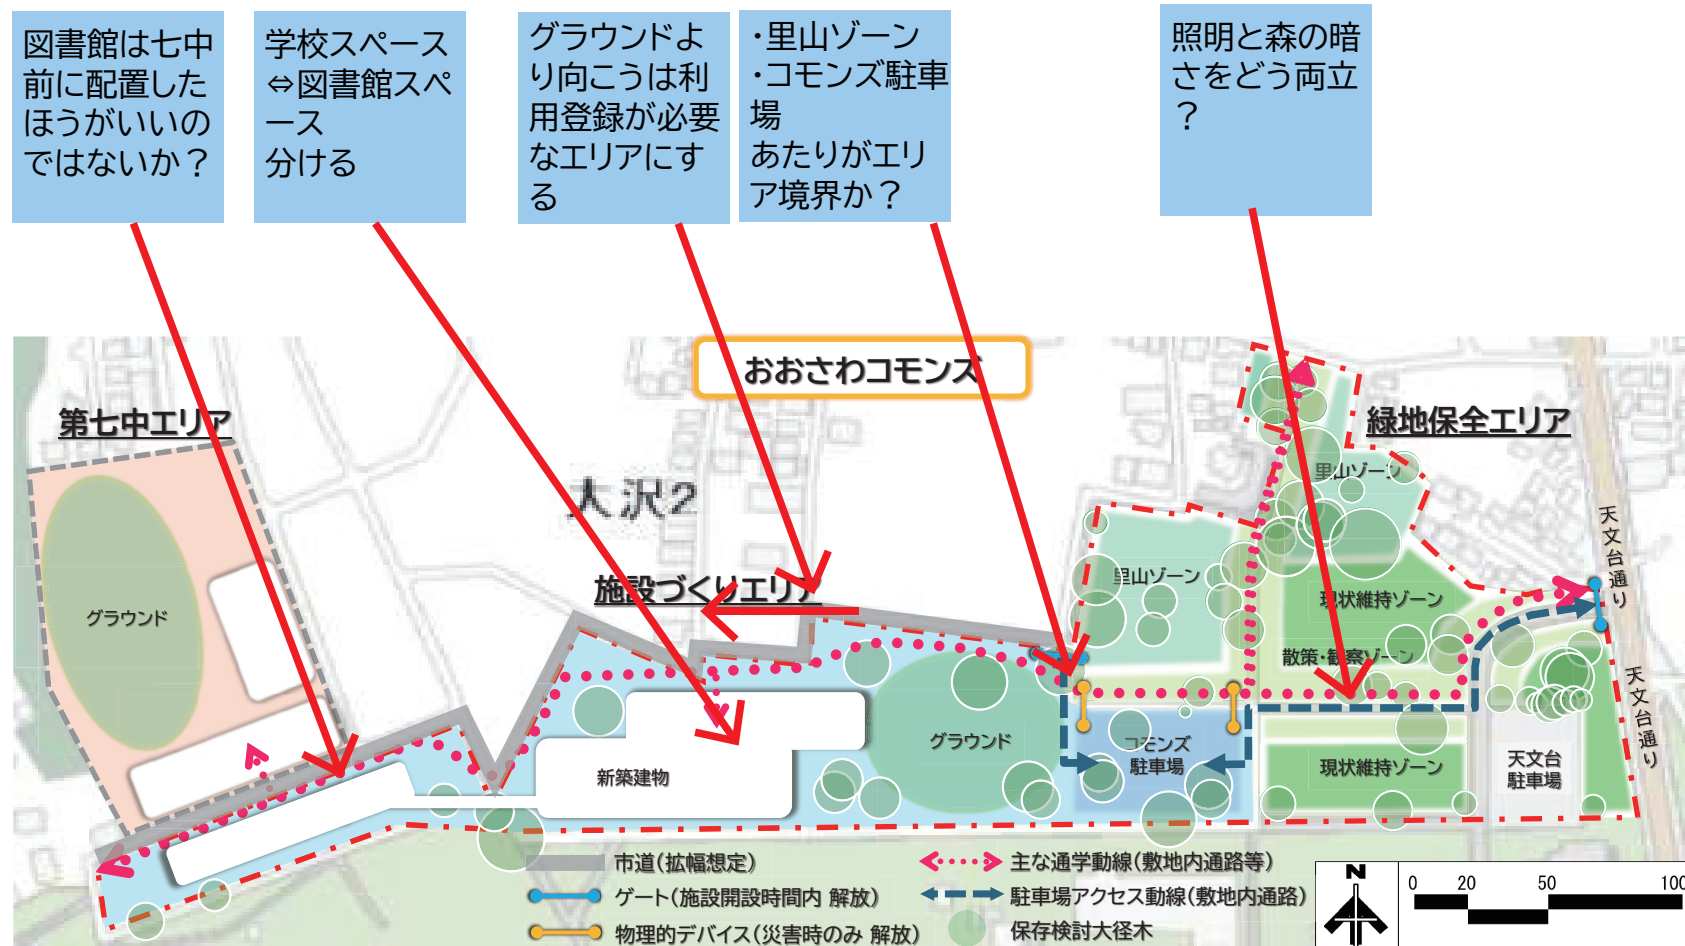 図書館は七中
前に配置した
ほうがいいの
ではないか？
学校スペース
⇔図書館スペ
ース
分ける
グラウンドよ
り向こうは利
用登録が必要
なエリアにす
る
・里山ゾーン
・コモンズ駐車
場
あたりがエリ
ア境界か？
照明と森の暗
さをどう両立
？
おおさわコモンズ
第七中エリア
緑地保全エリア
大沢2
施設づくりエリア
里山ゾーン
里山ゾーン
天文台通り
グラウンド
現状維持ゾーン
散策・観察ゾーン
天文台通り
グラウンド
コモンズ
駐車場
新築建物
現状維持ゾーン
天文台
駐車場
市道（拡幅想定）
ゲート（施設開設時間内 解放）
物理的デバイス（災害時のみ 解放）
主な通学動線（敷地内通路等）
駐車場アクセス動線（敷地内通路）
保存検討大径木
N
0 20 50 100